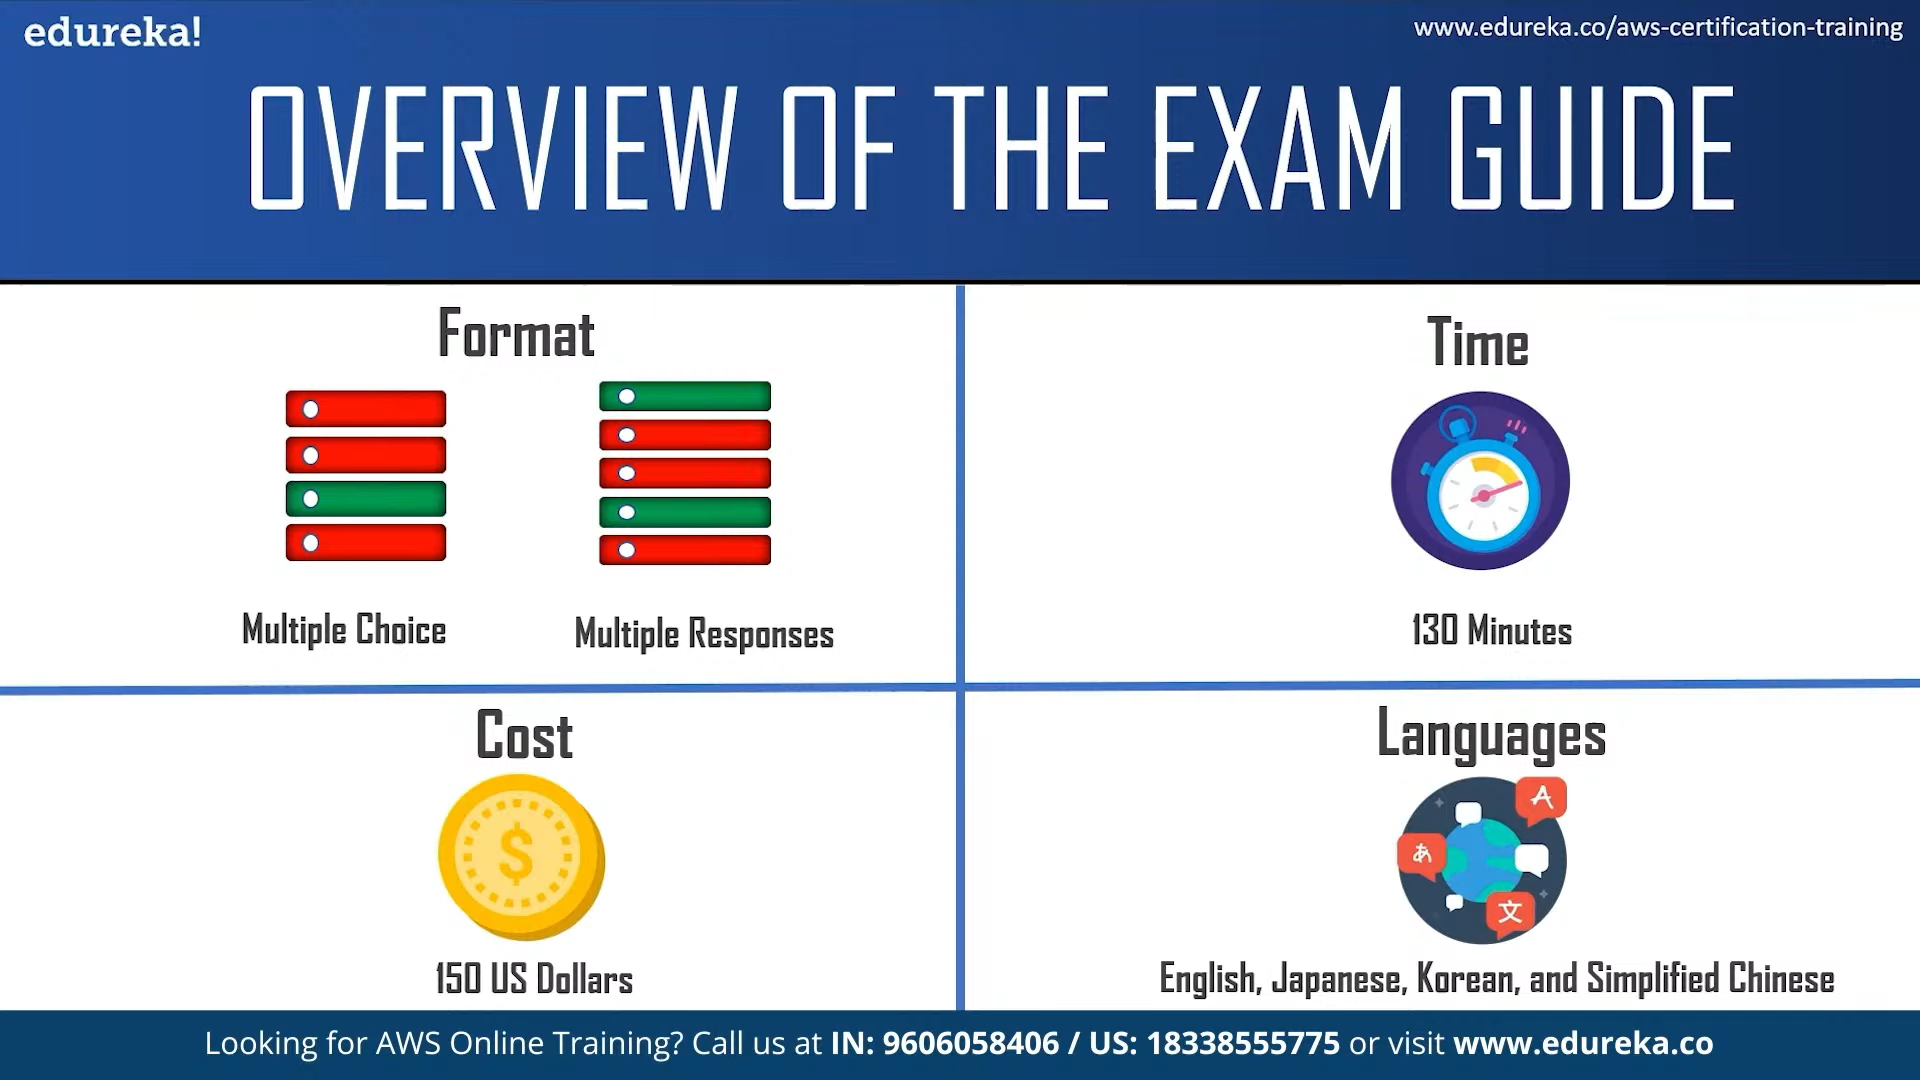 edureka!
www.edureka.co/aws-certification-training
OVERVIEW OF THE EXAM GUIDE
Format
Multiple Choice
Multiple Responses
Time
130 Minutes
Cost
$
150 US Dollars
Languages
A
あ
文
English, Japanese, Korean, and Simplified Chinese
Looking for AWS Online Training? Call us at IN: 9606058406 / US: 18338555775 or visit www.edureka.co